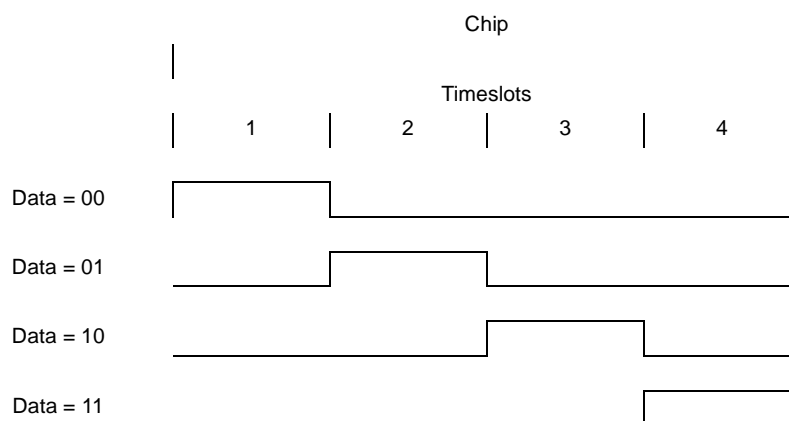 Chip
Timeslots
1 2 3 4
Data = 00
Data = 01
Data = 10
Data = 11